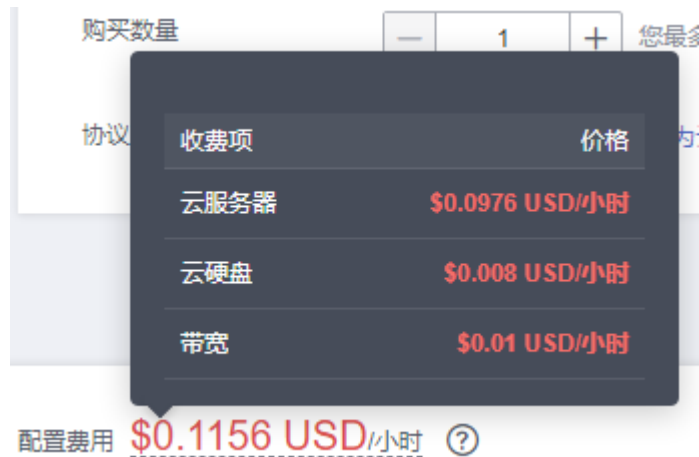 购买数量 — 1 + 您最多
协议
收费项 价格
云服务器 $0.0976 USD/小时
云硬盘 $0.008 USD/小时
带宽 $0.01 USD/小时
配置费用 $0.1156 USD/小时 ?